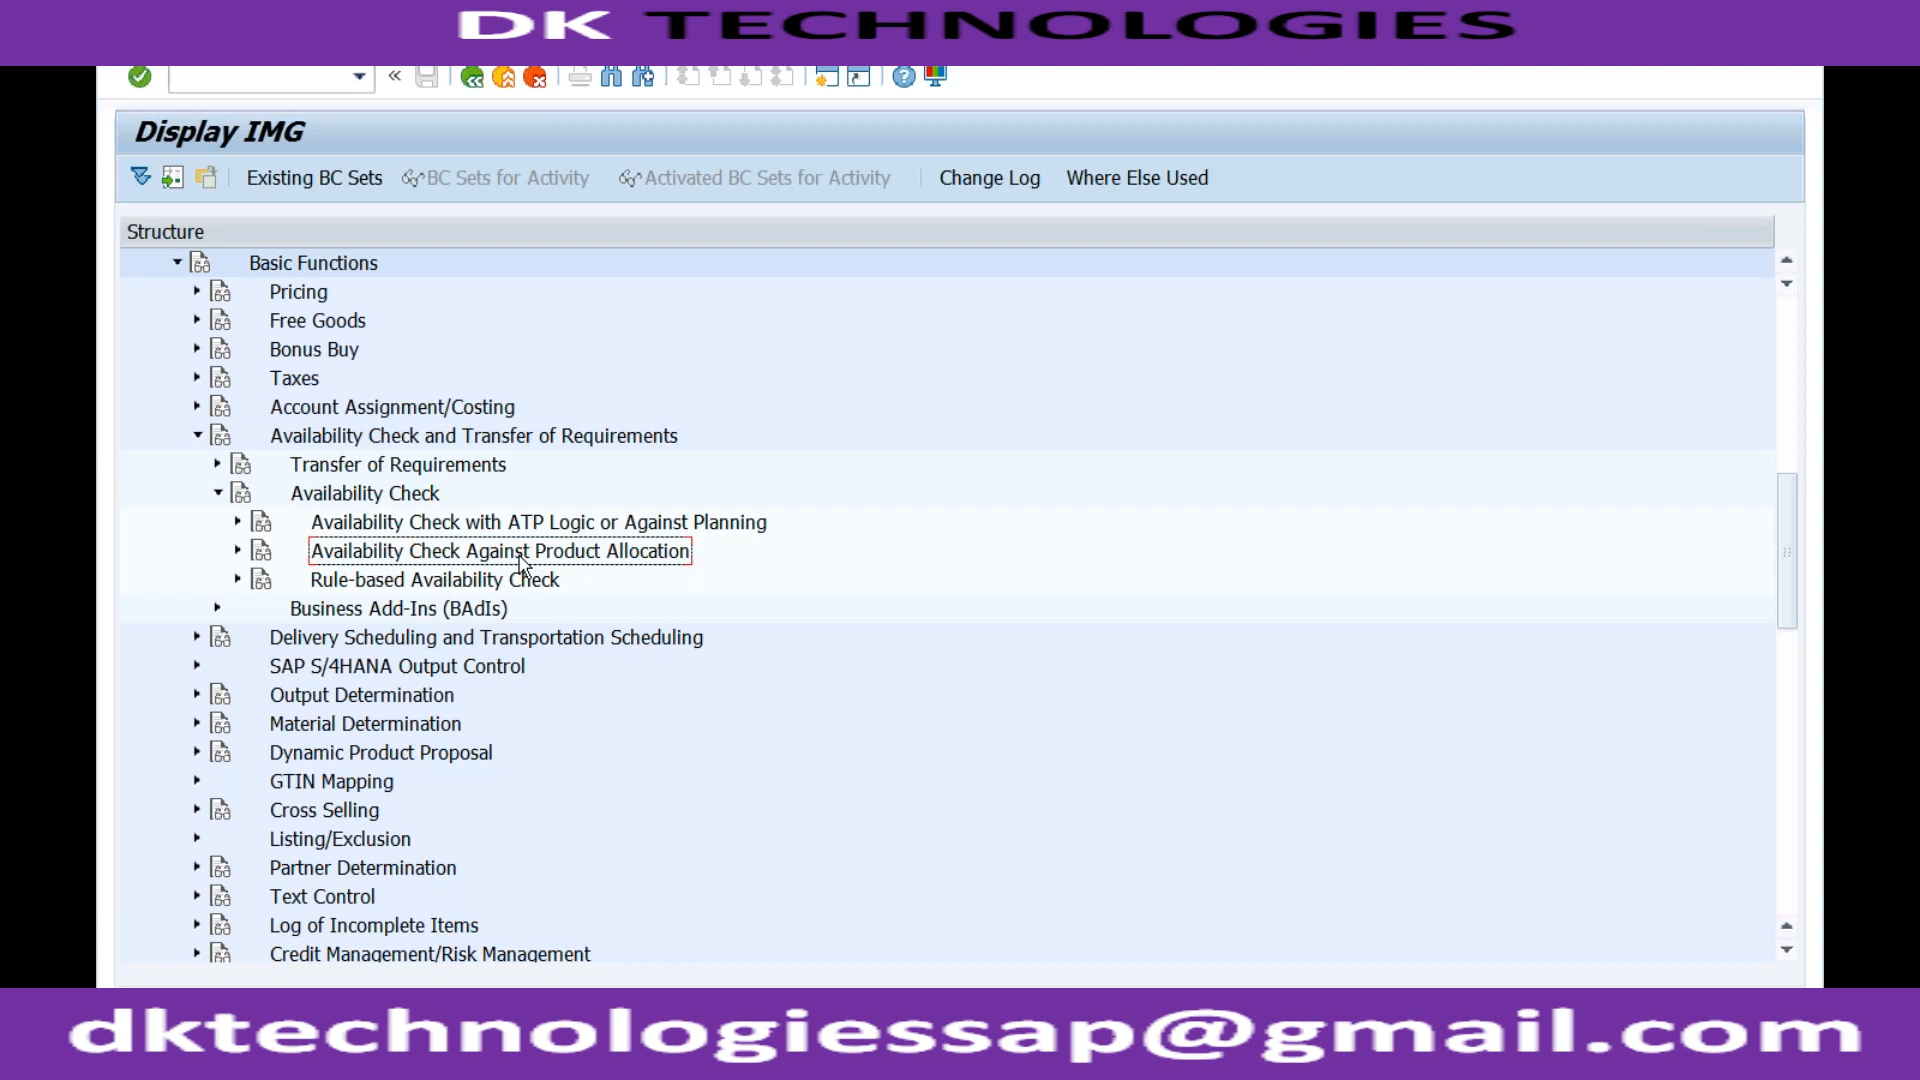 DK TECHNOLOGIES
Display IMG
Existing BC Sets BC Sets for Activity Activated BC Sets for Activity Change Log Where Else Used
Structure
Basic Functions
Pricing
Free Goods
Bonus Buy
Taxes
Account Assignment/Costing
Availability Check and Transfer of Requirements
Transfer of Requirements
Availability Check
Availability Check with ATP Logic or Against Planning
Availability Check Against Product Allocation
Rule-based Availability Check
Business Add-Ins (BAdIs)
Delivery Scheduling and Transportation Scheduling
SAP S/4HANA Output Control
Output Determination
Material Determination
Dynamic Product Proposal
GTIN Mapping
Cross Selling
Listing/Exclusion
Partner Determination
Text Control
Log of Incomplete Items
Credit Management/Risk Management
dktechnologiessap@gmail.com